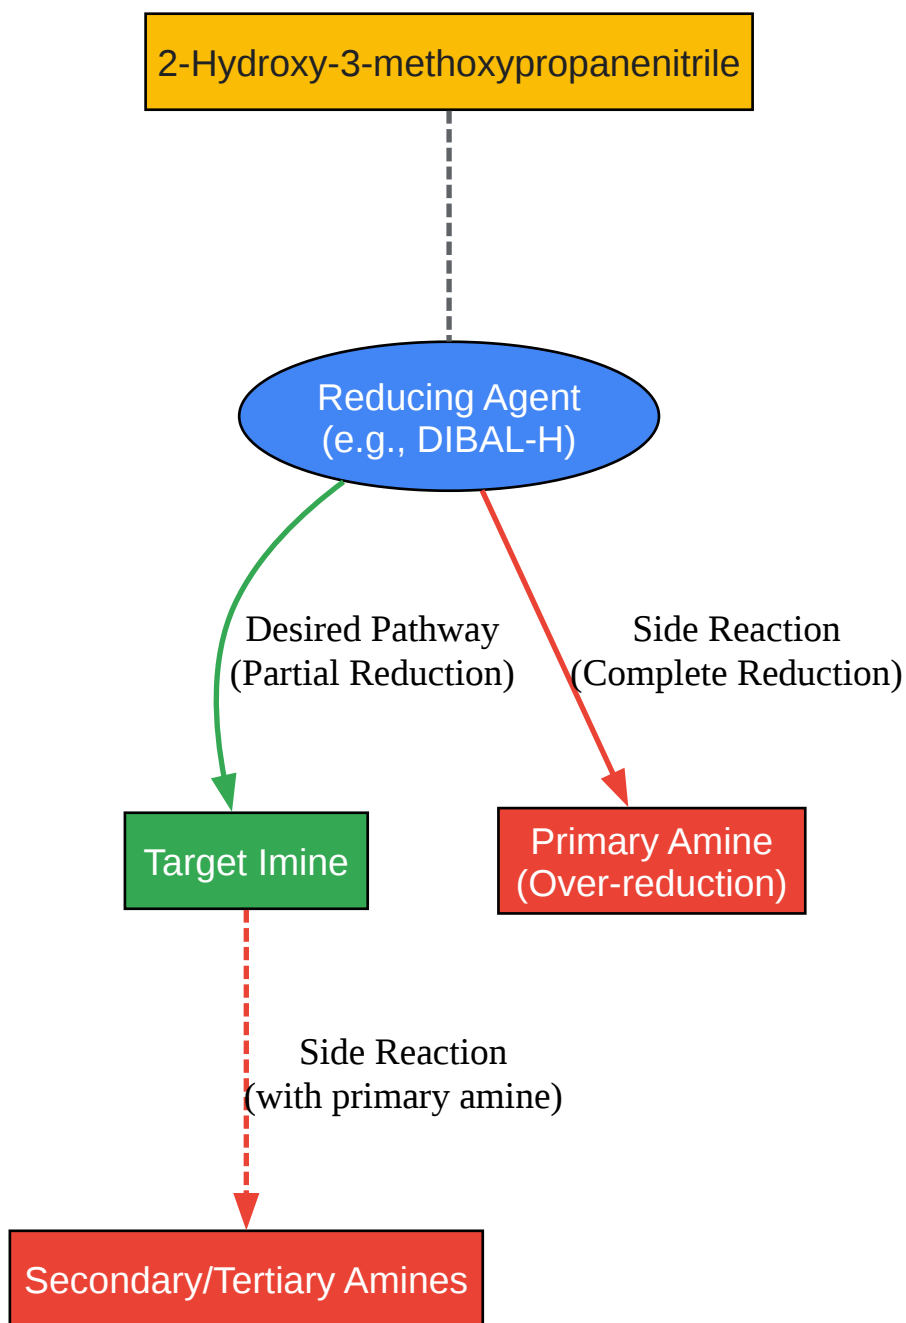 2-Hydroxy-3-methoxypropanenitrile
Reducing Agent
(e.g., DIBAL-H)
Desired Pathway
(Partial Reduction)
Side Reaction
(Complete Reduction)
Target Imine
Primary Amine
(Over-reduction)
Side Reaction
(with primary amine)
Secondary/Tertiary Amines